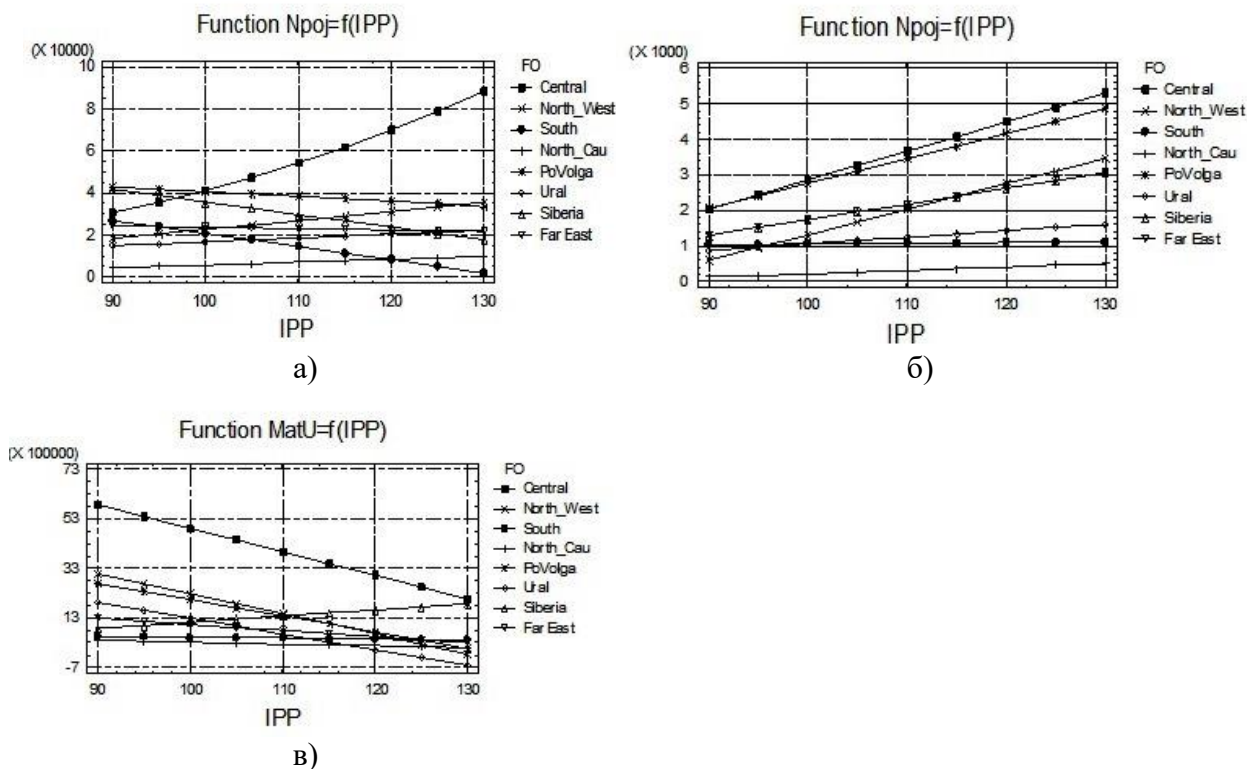 Function Npoj=f(IPP)
(X 10000)
10
8
6
4
2
0
90 100 110 120 130
IPP
FO
Central
North_West
South
North_Cau
PoVolga
Ural
Siberia
Far East
а)
Function Npoj=f(IPP)
(X 1000)
6
5
4
3
2
1
0
90 100 110 120 130
IPP
FO
Central
North_West
South
North_Cau
PoVolga
Ural
Siberia
Far East
б)
Function MatU=f(IPP)
(X 100000)
73
53
33
13
-7
90 100 110 120 130
IPP
FO
Central
North_West
South
North_Cau
PoVolga
Ural
Siberia
Far East
в)